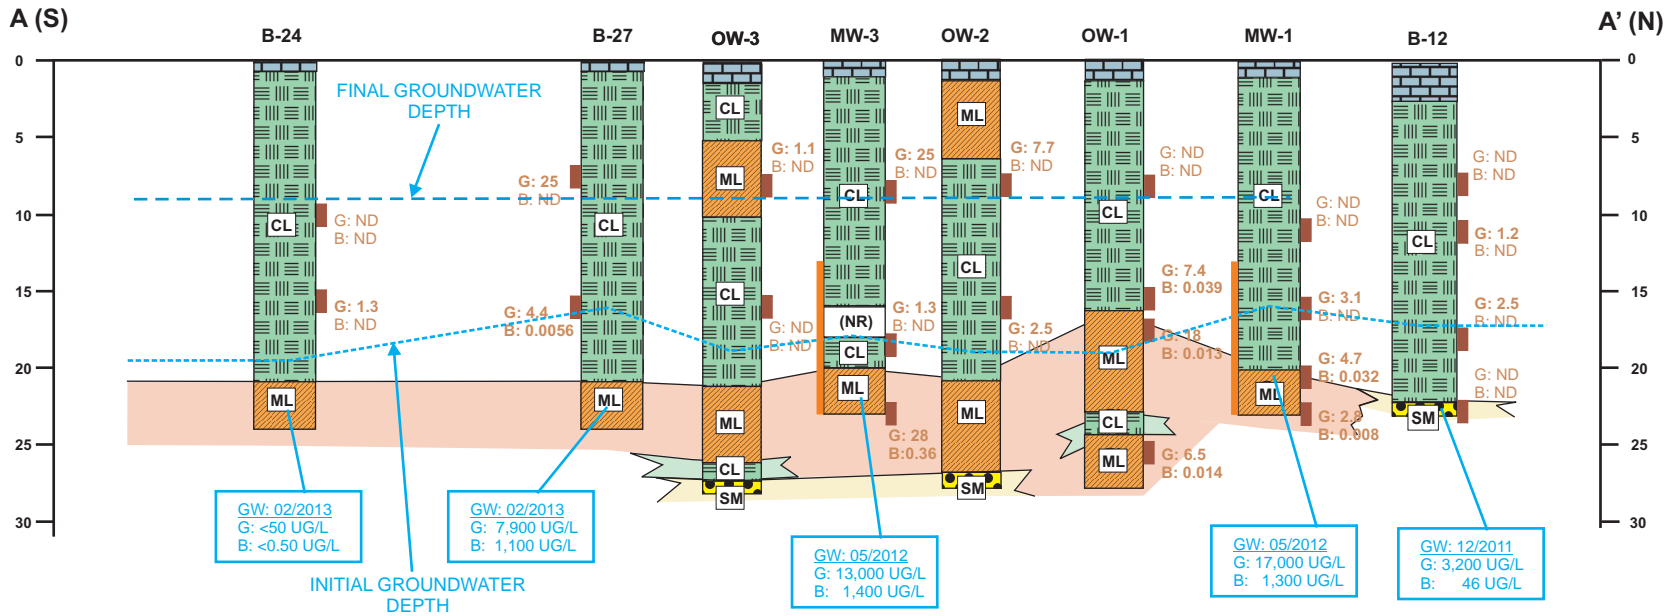 A (S)
A' (N)
B-24
B-27
OW-3
MW-3
OW-2
OW-1
MW-1
B-12
0
5
10
15
20
25
30
0
5
10
15
20
25
30
FINAL GROUNDWATER
DEPTH
INITIAL GROUNDWATER
DEPTH
CL
ML
G: ND
B: ND
G: 1.3
B: ND
CL
ML
G: 25
B: ND
G: 4.4
B: 0.0056
CL
ML
CL
ML
CL
SM
G: 1.1
B: ND
G: ND
B: ND
CL
(NR)
CL
ML
G: 25
B: ND
G: 1.3
B: ND
G: 28
B:0.36
ML
CL
ML
SM
G: 7.7
B: ND
G: 2.5
B: ND
CL
ML
CL
ML
G: ND
B: ND
G: 7.4
B: 0.039
G: 18
B: 0.013
G: 6.5
B: 0.014
CL
ML
G: ND
B: ND
G: 3.1
B: ND
G: 4.7
B: 0.032
G: 2.8
B: 0.008
CL
SM
G: ND
B: ND
G: 1.2
B: ND
G: 2.5
B: ND
G: ND
B: ND
GW: 02/2013
G: <50 UG/L
B: <0.50 UG/L
GW: 02/2013
G: 7,900 UG/L
B: 1,100 UG/L
GW: 05/2012
G: 13,000 UG/L
B: 1,400 UG/L
GW: 05/2012
G: 17,000 UG/L
B: 1,300 UG/L
GW: 12/2011
G: 3,200 UG/L
B: 46 UG/L